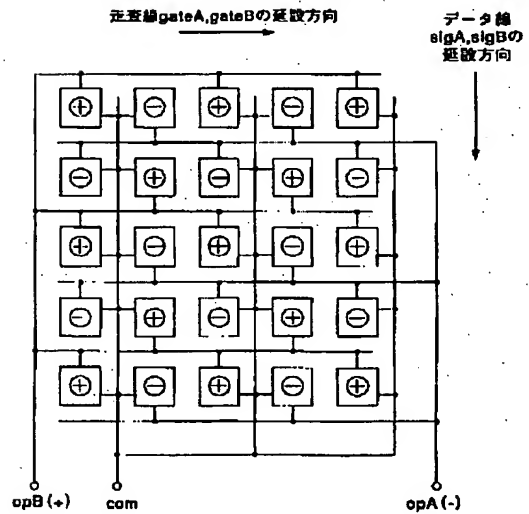 走査線gateA,gateBの延設方向
データ線
sigA,sigBの
延設方向
+ − + − +
− + − + −
+ − + − +
− + − + −
+ − + − +
opB(+) com opA(-)